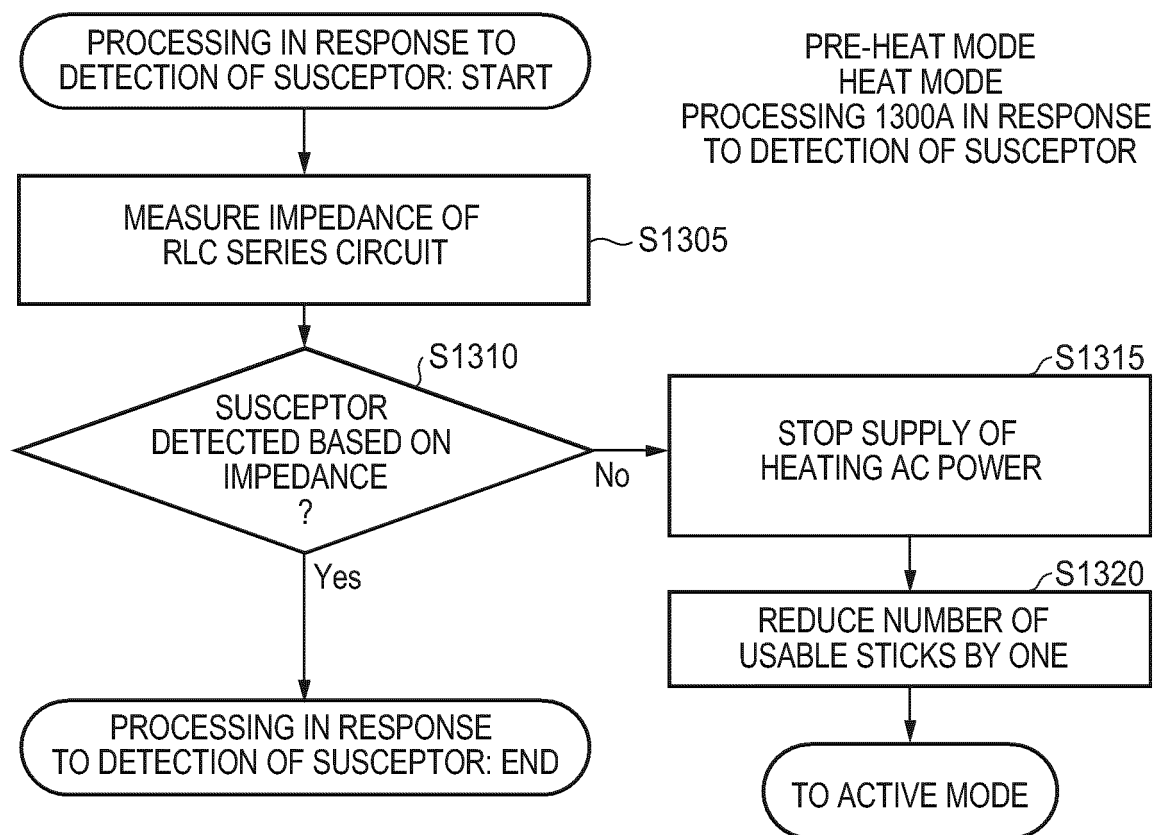 PROCESSING IN RESPONSE TO
DETECTION OF SUSCEPTOR: START
PRE-HEAT MODE
HEAT MODE
PROCESSING 1300A IN RESPONSE
TO DETECTION OF SUSCEPTOR
MEASURE IMPEDANCE OF
RLC SERIES CIRCUIT
S1305
S1310
SUSCEPTOR
DETECTED BASED ON
IMPEDANCE
?
No
Yes
S1315
STOP SUPPLY OF
HEATING AC POWER
S1320
REDUCE NUMBER OF
USABLE STICKS BY ONE
PROCESSING IN RESPONSE
TO DETECTION OF SUSCEPTOR: END
TO ACTIVE MODE